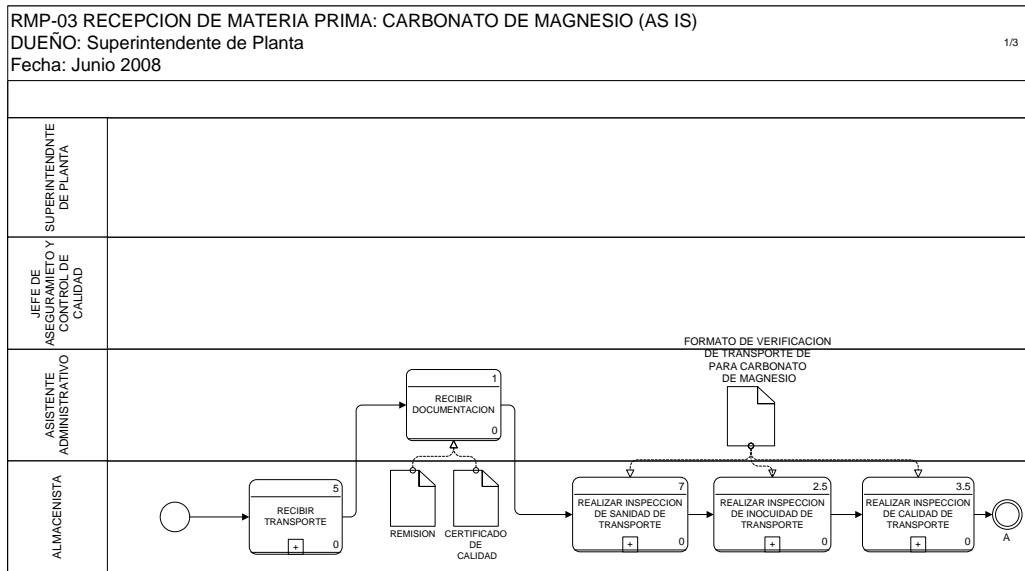 RMP-03 RECEPCION DE MATERIA PRIMA: CARBONATO DE MAGNESIO (AS IS)
DUEÑO: Superintendente de Planta
Fecha: Junio 2008
1/3
SUPERINTENDNTE
DE PLANTA
JEFE DE
ASEGURAMIETO Y
CONTROL DE
CALIDAD
ASISTENTE
ADMINISTRATIVO
FORMATO DE VERIFICACION
DE TRANSPORTE DE
PARA CARBONATO
DE MAGNESIO
1
RECIBIR
DOCUMENTACION
0
ALMACENISTA
5
RECIBIR
TRANSPORTE
+
0
REMISION
CERTIFICADO
DE
CALIDAD
7
REALIZAR INSPECCION
DE SANIDAD DE
TRANSPORTE
+
0
2.5
REALIZAR INSPECCION
DE INOCUIDAD DE
TRANSPORTE
+
0
3.5
REALIZAR INSPECCION
DE CALIDAD DE
TRANSPORTE
+
0
A